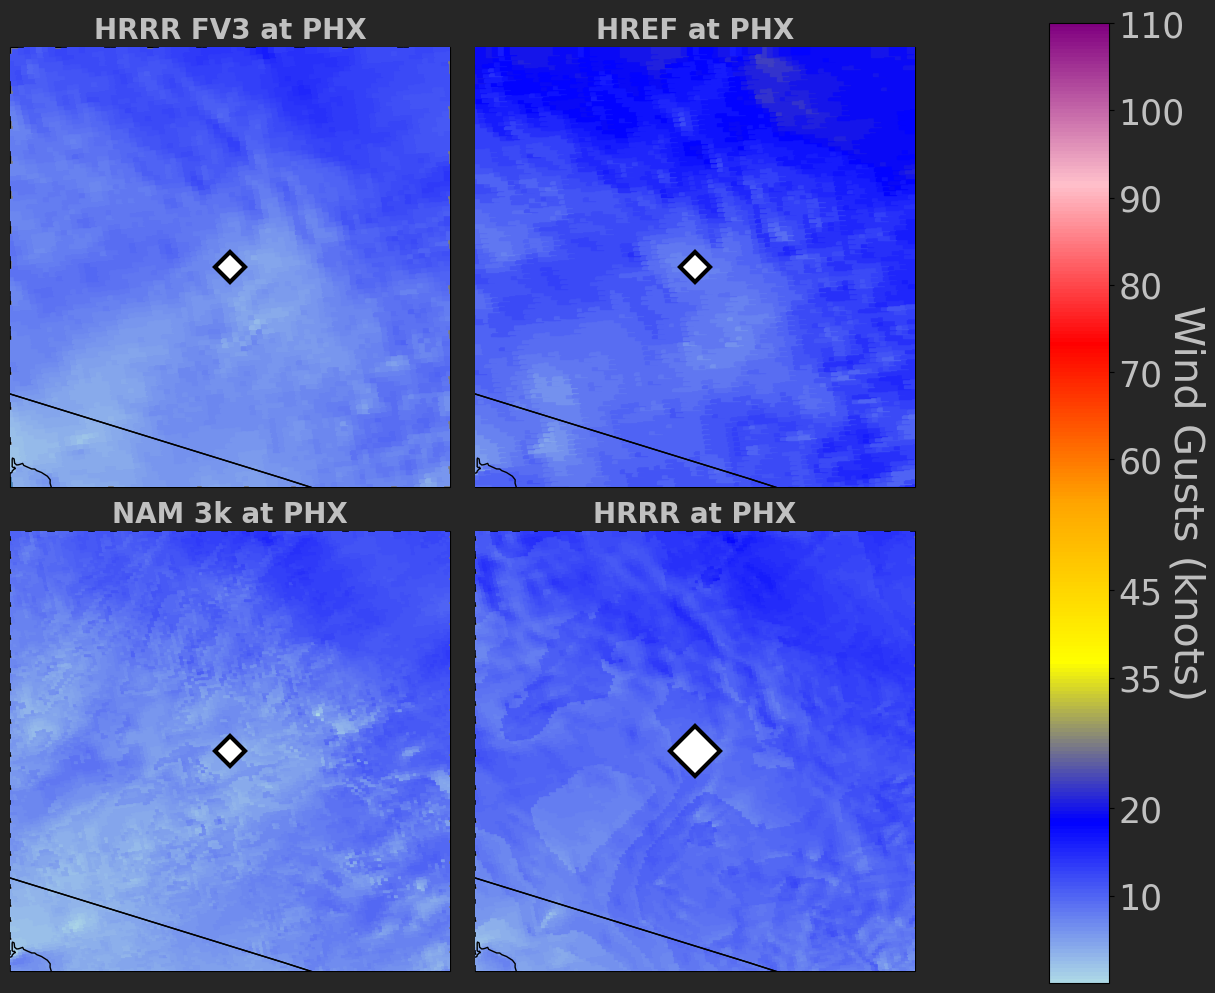 HRRR FV3 at PHX
HREF at PHX
NAM 3k at PHX
HRRR at PHX
110
100
90
80
70
60
45
35
20
10
Wind Gusts (knots)